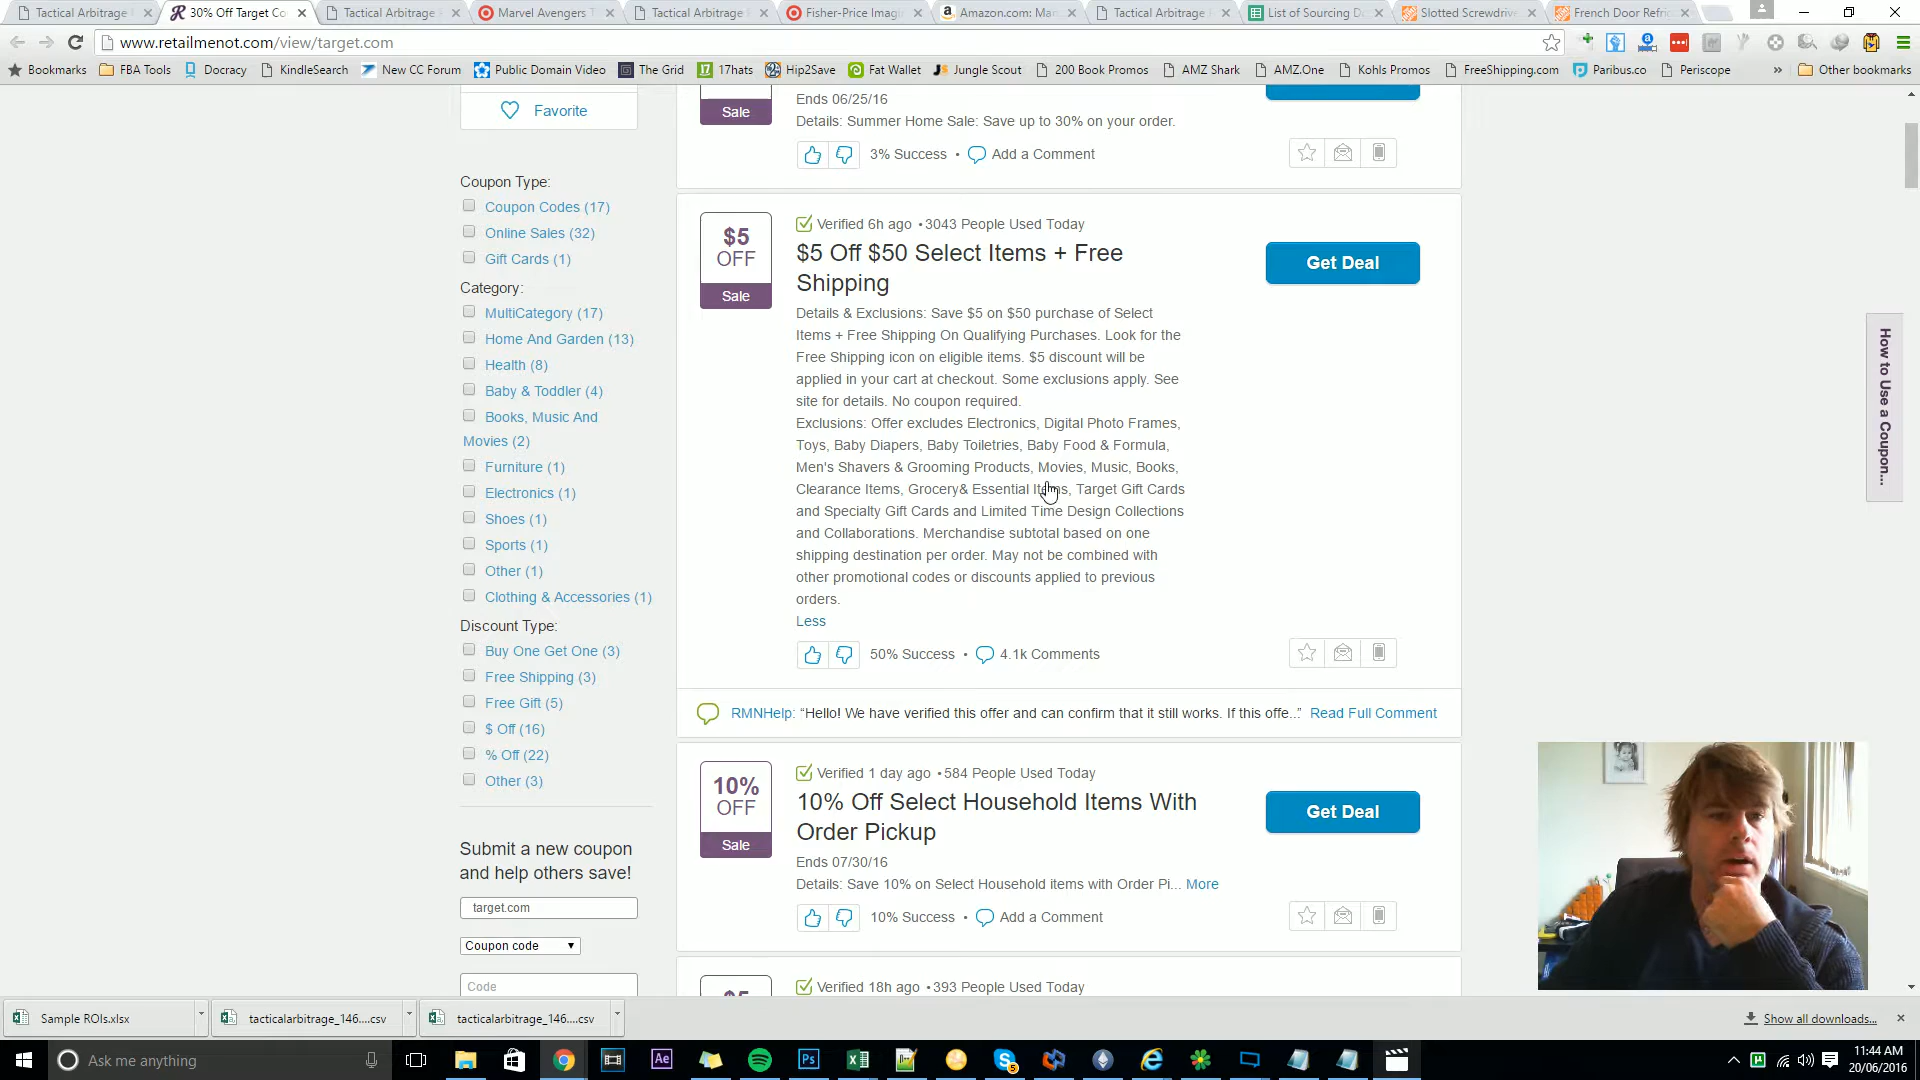 Tactical Arbitrage
30% Off Target Co
Tactical Arbitrage
Marvel Avengers T
Tactical Arbitrage
Fisher-Price Imagi
Amazon.com: Ma
Tactical Arbitrage
List of Sourcing Do
Slotted Screwdrive
French Door Refri
www.retailmenot.com/view/target.com
Bookmarks
FBA Tools
Docracy
KindleSearch
New CC Forum
Public Domain Video
The Grid
17hats
Hip2Save
Fat Wallet
Jungle Scout
200 Book Promos
AMZ Shark
AMZ.One
Kohls Promos
FreeShipping.com
Paribus.co
Periscope
»
Other bookmarks
Favorite
Coupon Type:
Coupon Codes (17)
Online Sales (32)
Gift Cards (1)
Category:
MultiCategory (17)
Home And Garden (13)
Health (8)
Baby & Toddler (4)
Books, Music And
Movies (2)
Furniture (1)
Electronics (1)
Shoes (1)
Sports (1)
Other (1)
Clothing & Accessories (1)
Discount Type:
Buy One Get One (3)
Free Shipping (3)
Free Gift (5)
$ Off (16)
% Off (22)
Other (3)
Submit a new coupon
and help others save!
target.com
Coupon code
Code
Sale
Ends 06/25/16
Details: Summer Home Sale: Save up to 30% on your order.
3% Success • Add a Comment
$5
OFF
Sale
Verified 6h ago •3043 People Used Today
$5 Off $50 Select Items + Free
Shipping
Get Deal
Details & Exclusions: Save $5 on $50 purchase of Select
Items + Free Shipping On Qualifying Purchases. Look for the
Free Shipping icon on eligible items. $5 discount will be
applied in your cart at checkout. Some exclusions apply. See
site for details. No coupon required.
Exclusions: Offer excludes Electronics, Digital Photo Frames,
Toys, Baby Diapers, Baby Toiletries, Baby Food & Formula,
Men's Shavers & Grooming Products, Movies, Music, Books,
Clearance Items, Grocery& Essential Items, Target Gift Cards
and Specialty Gift Cards and Limited Time Design Collections
and Collaborations. Merchandise subtotal based on one
shipping destination per order. May not be combined with
other promotional codes or discounts applied to previous
orders.
Less
50% Success • 4.1k Comments
RMNHelp: “Hello! We have verified this offer and can confirm that it still works. If this offe...” Read Full Comment
10%
OFF
Sale
Verified 1 day ago •584 People Used Today
10% Off Select Household Items With
Order Pickup
Get Deal
Ends 07/30/16
Details: Save 10% on Select Household items with Order Pi... More
10% Success • Add a Comment
$5
Verified 18h ago •393 People Used Today
How to Use a Coupon...
Sample ROIs.xlsx
tacticalarbitrage_146....csv
tacticalarbitrage_146....csv
Show all downloads...
Ask me anything
11:44 AM
20/06/2016